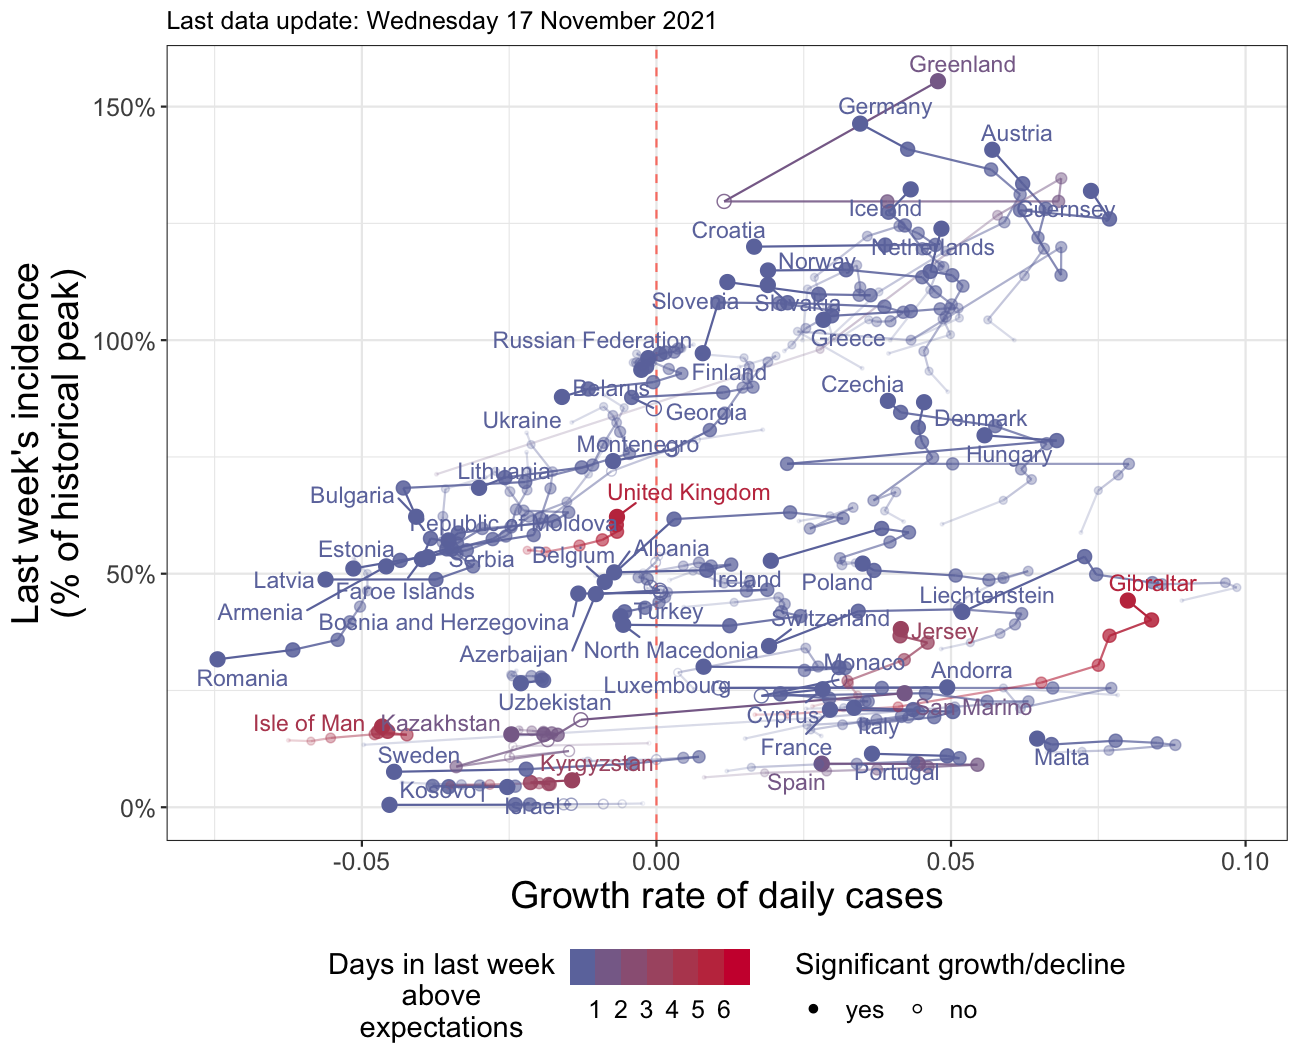 Last data update: Wednesday 17 November 2021
Last week's incidence
(% of historical peak)
150%
100%
50%
0%
Greenland
Germany
Austria
Iceland
Guernsey
Croatia
Netherlands
Norway
Slovenia
Slovakia
Russian Federation
Greece
Belarus
Finland
Czechia
Ukraine
Georgia
Denmark
Montenegro
Hungary
Lithuania
Bulgaria
United Kingdom
Republic of Moldova
Estonia
Serbia
Belgium
Albania
Latvia
Faroe Islands
Ireland
Poland
Gibraltar
Armenia
Liechtenstein
Bosnia and Herzegovina
Turkey
Switzerland
Jersey
Azerbaijan
North Macedonia
Romania
Monaco
Andorra
Uzbekistan
Luxembourg
San Marino
Isle of Man
Kazakhstan
Cyprus
Italy
Sweden
France
Malta
Kyrgyzstan
Portugal
Spain
Kosovo
Israel
-0.05
0.00
0.05
0.10
Growth rate of daily cases
Days in last week
above
expectations
1 2 3 4 5 6
Significant growth/decline
yes
no